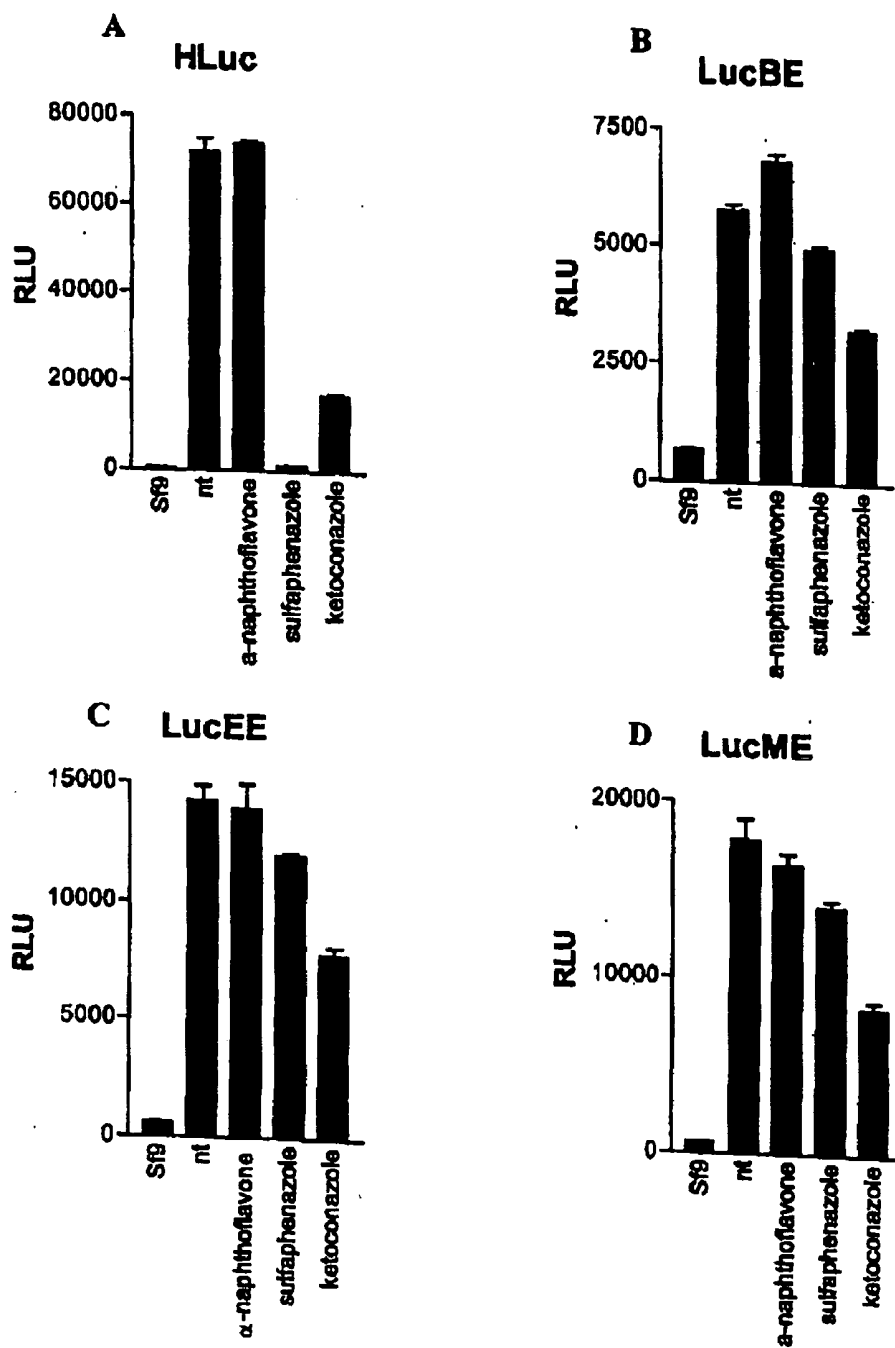 A
HLuc
80000
60000
40000
20000
0
RLU
Sf9
nt
a-naphthoflavone
sulfaphenazole
ketoconazole
B
LucBE
7500
5000
2500
0
RLU
Sf9
nt
a-naphthoflavone
sulfaphenazole
ketoconazole
C
LucEE
15000
10000
5000
0
RLU
Sf9
nt
α-naphthoflavone
sulfaphenazole
ketoconazole
D
LucME
20000
10000
0
RLU
Sf9
nt
a-naphthoflavone
sulfaphenazole
ketoconazole